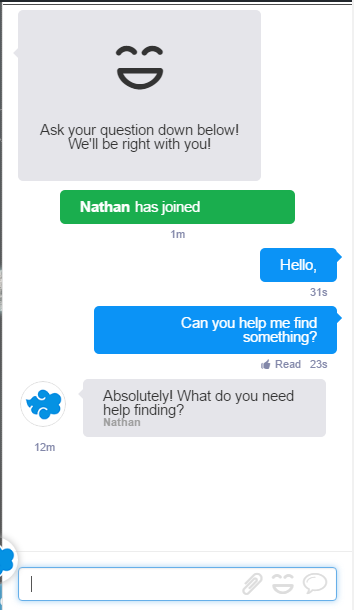 Ask your question down below!
We'll be right with you!
Nathan has joined
1m
Hello,
31s
Can you help me find
something?
Read 23s
Absolutely! What do you need
help finding?
Nathan
12m